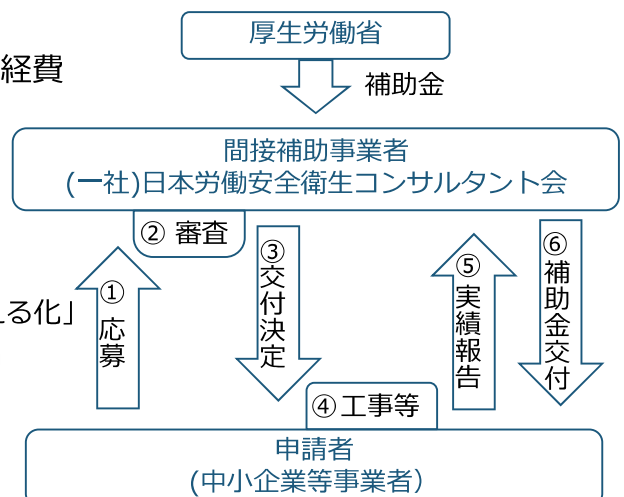 厚生労働省
経費
補助金
間接補助事業者
(一社)日本労働安全衛生コンサルタント会
② 審査
①応募
③交付決定
⑤実績報告
⑥補助金交付
える化」
④工事等
申請者
(中小企業等事業者)